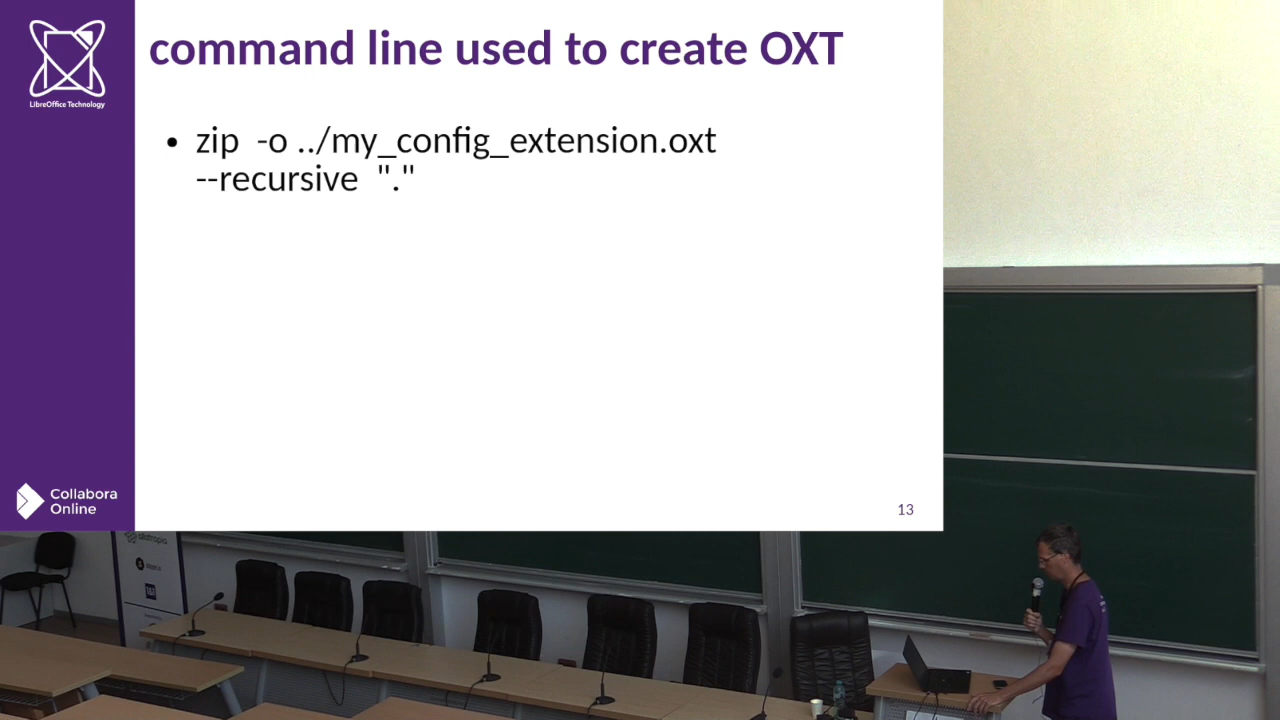 command line used to create OXT
LibreOffice Technology
• zip  -o ../my_config_extension.oxt
--recursive  "."
Collabora
Online
13